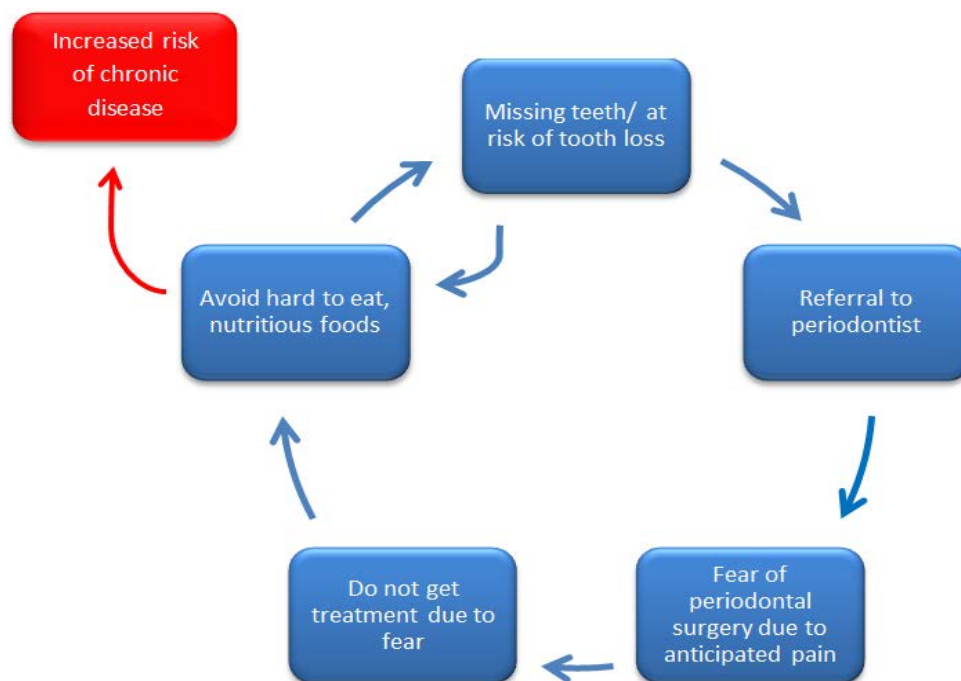 Increased risk
of chronic
disease
Missing teeth/ at
risk of tooth loss
Referral to
periodontist
Fear of
periodontal
surgery due to
anticipated pain
Do not get
treatment due to
fear
Avoid hard to eat,
nutritious foods